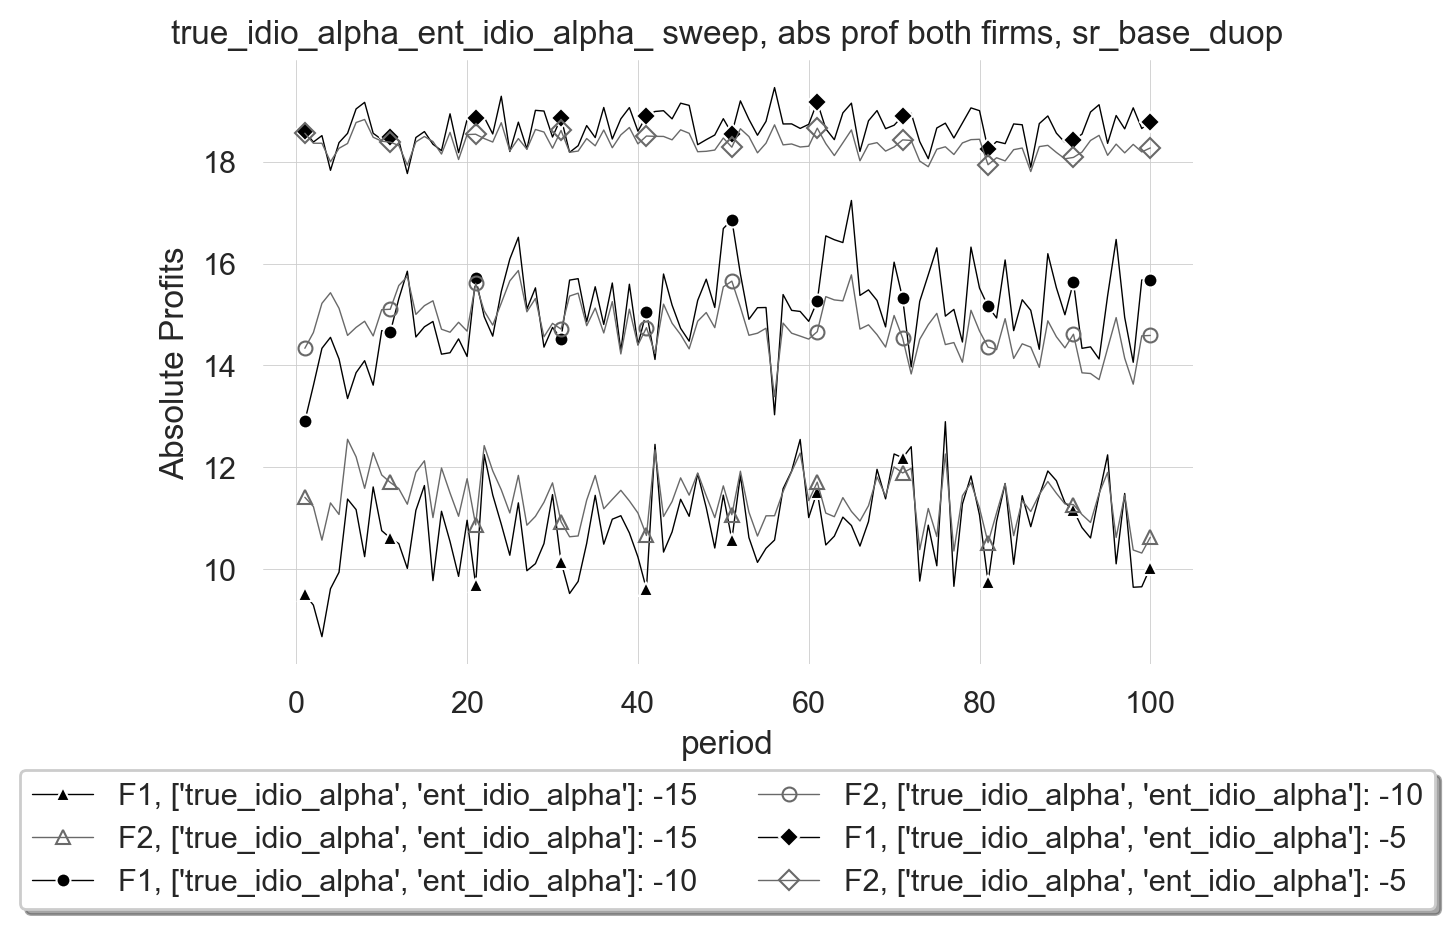 true_idio_alpha_ent_idio_alpha_ sweep, abs prof both firms, sr_base_duop
Absolute Profits
18
16
14
12
10
0 20 40 60 80 100
period
F1, ['true_idio_alpha', 'ent_idio_alpha']: -15
F2, ['true_idio_alpha', 'ent_idio_alpha']: -15
F1, ['true_idio_alpha', 'ent_idio_alpha']: -10
F2, ['true_idio_alpha', 'ent_idio_alpha']: -10
F1, ['true_idio_alpha', 'ent_idio_alpha']: -5
F2, ['true_idio_alpha', 'ent_idio_alpha']: -5